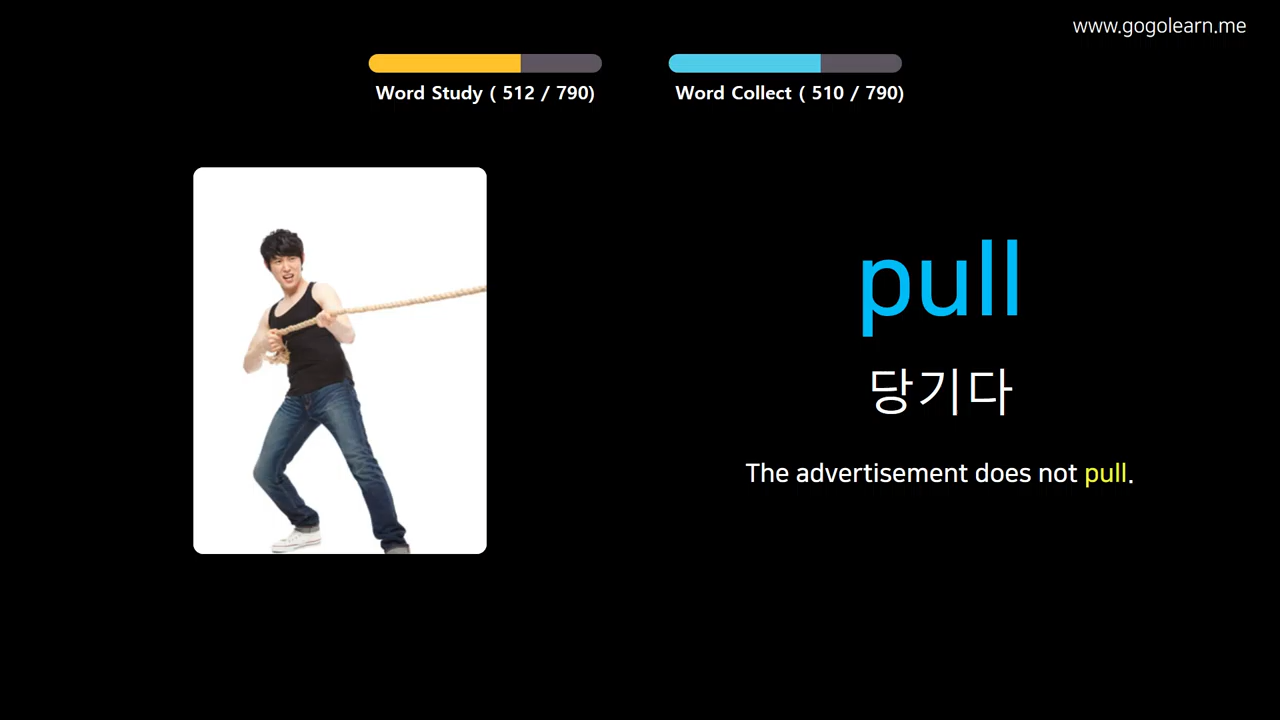 www.gogolearn.me
Word Study ( 512 / 790)
Word Collect ( 510 / 790)
pull
당기다
The advertisement does not pull.